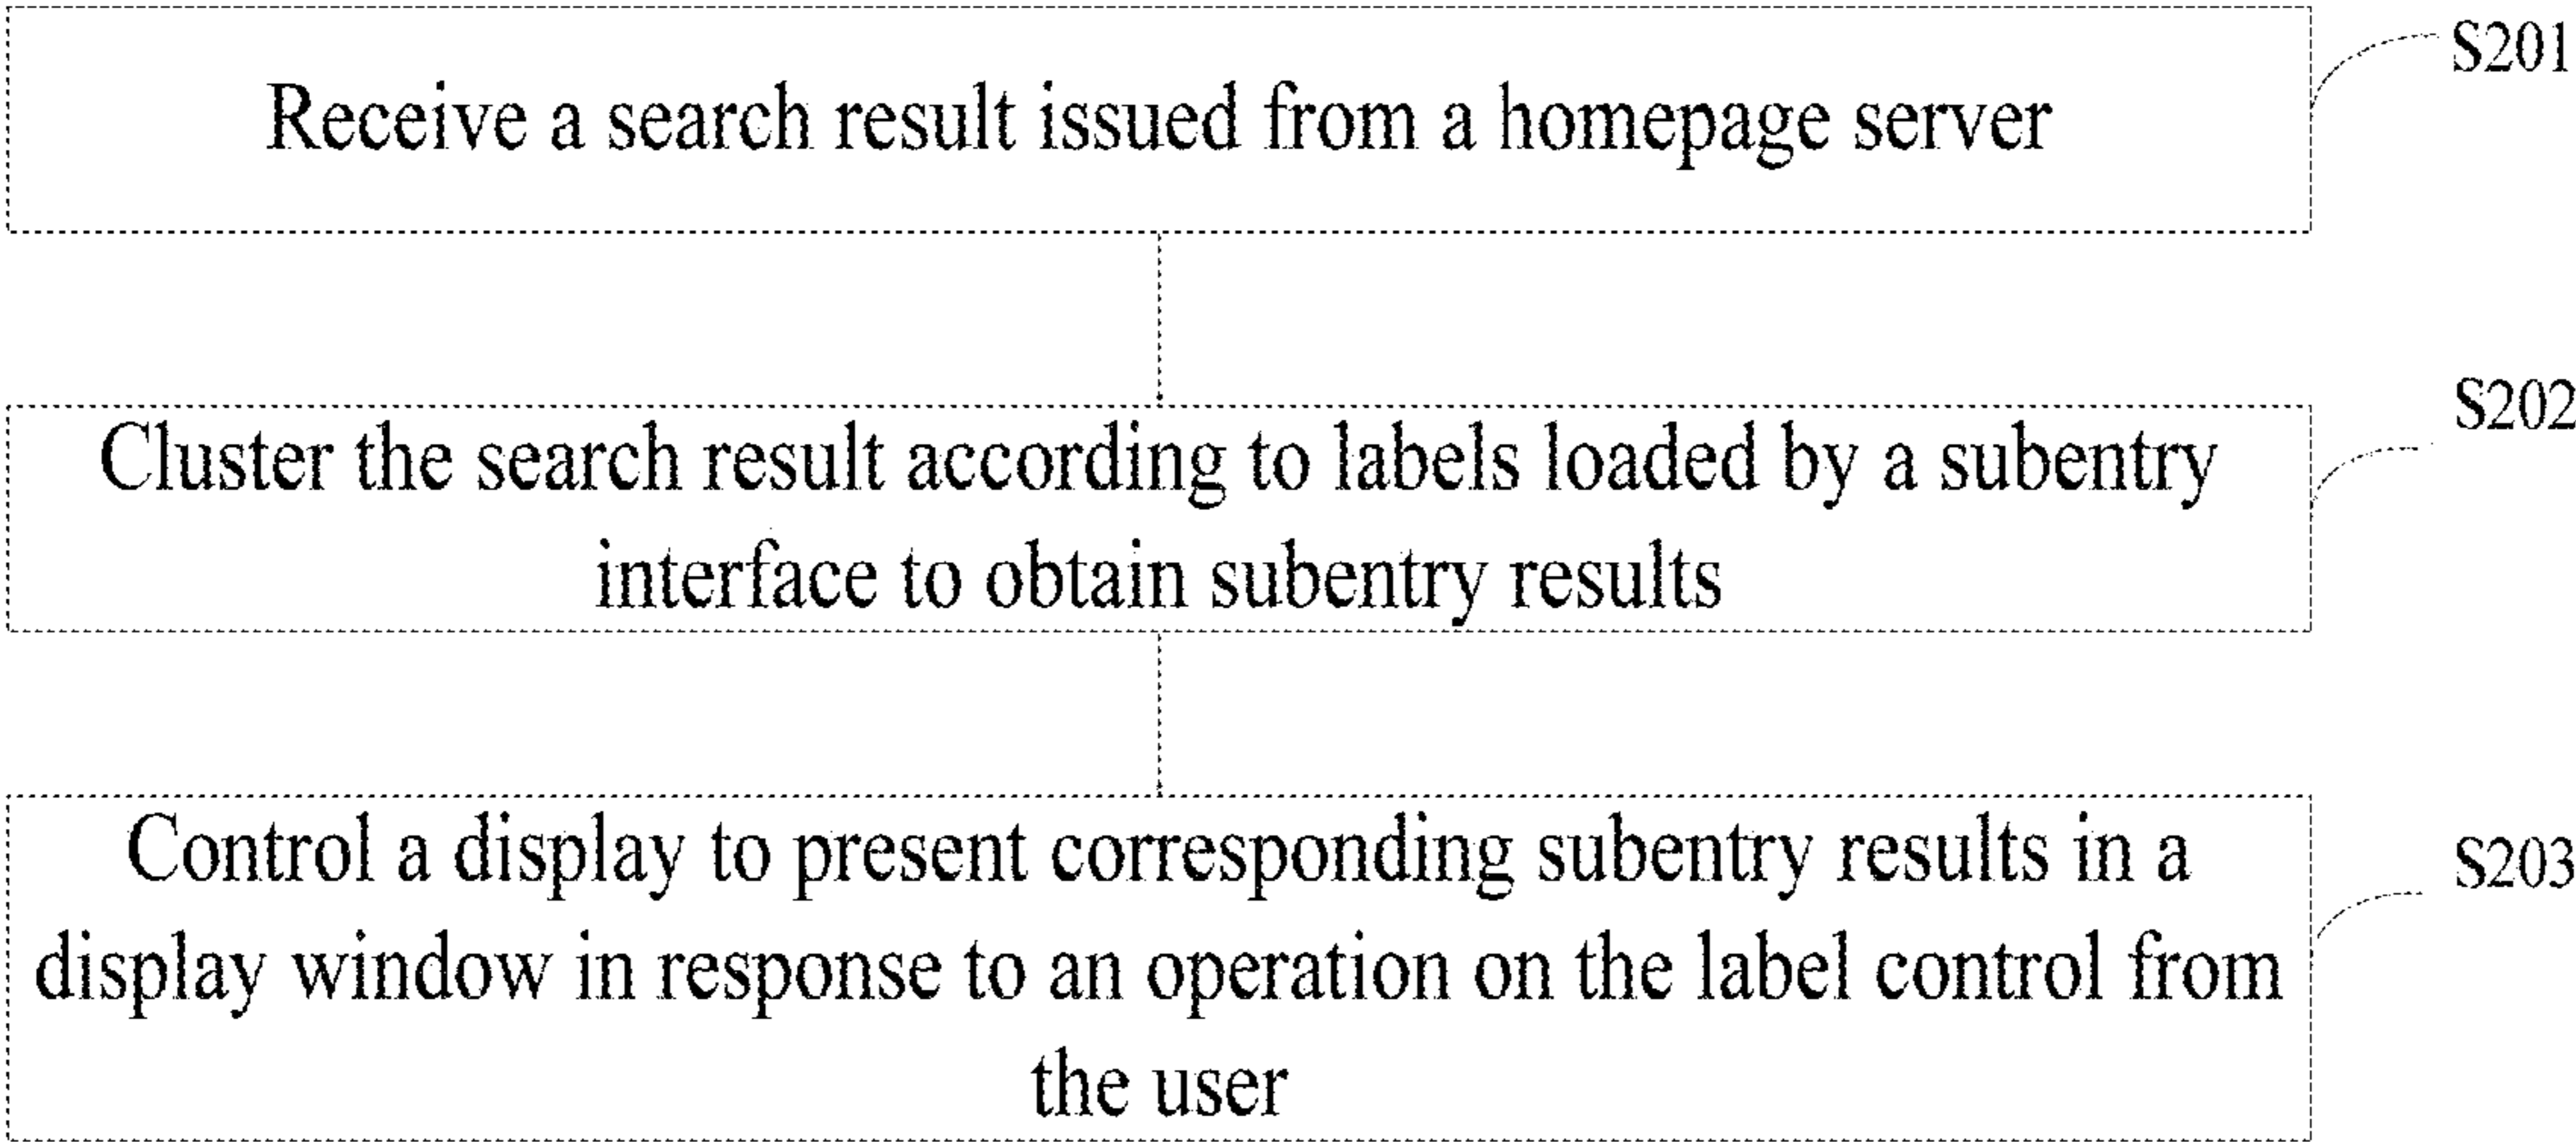 S201
Receive a search result issued from a homepage server
S202
Cluster the search result according to labels loaded by a subentry
interface to obtain subentry results
S203
Control a display to present corresponding subentry results in a
display window in response to an operation on the label control from
the user